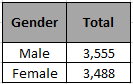 Gender Total
Male 3,555
Female 3,488